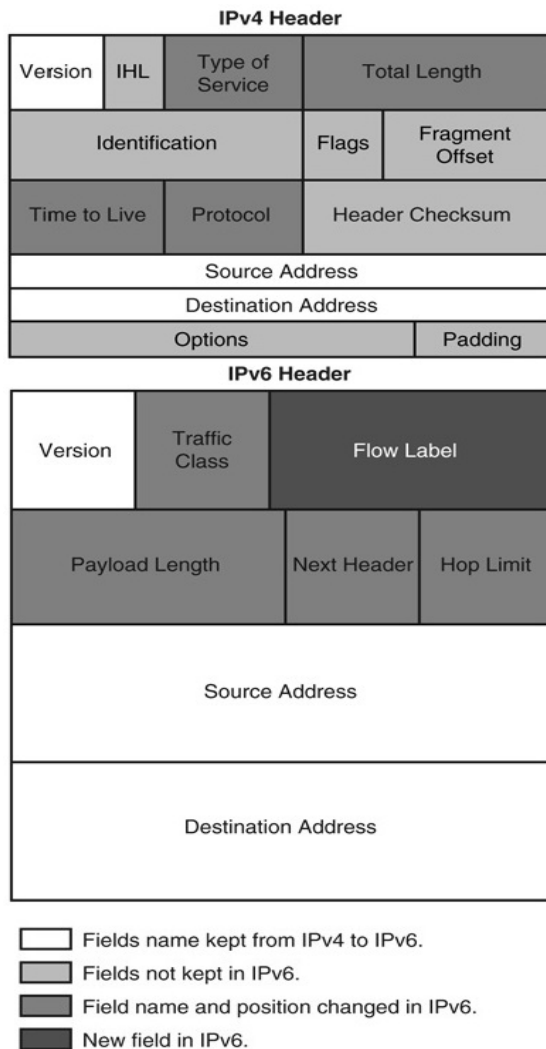 IPv4 Header
Version IHL Type of Service Total Length
Identification Flags Fragment Offset
Time to Live Protocol Header Checksum
Source Address
Destination Address
Options Padding
IPv6 Header
Version Traffic Class Flow Label
Payload Length Next Header Hop Limit
Source Address
Destination Address
Fields name kept from IPv4 to IPv6.
Fields not kept in IPv6.
Field name and position changed in IPv6.
New field in IPv6.